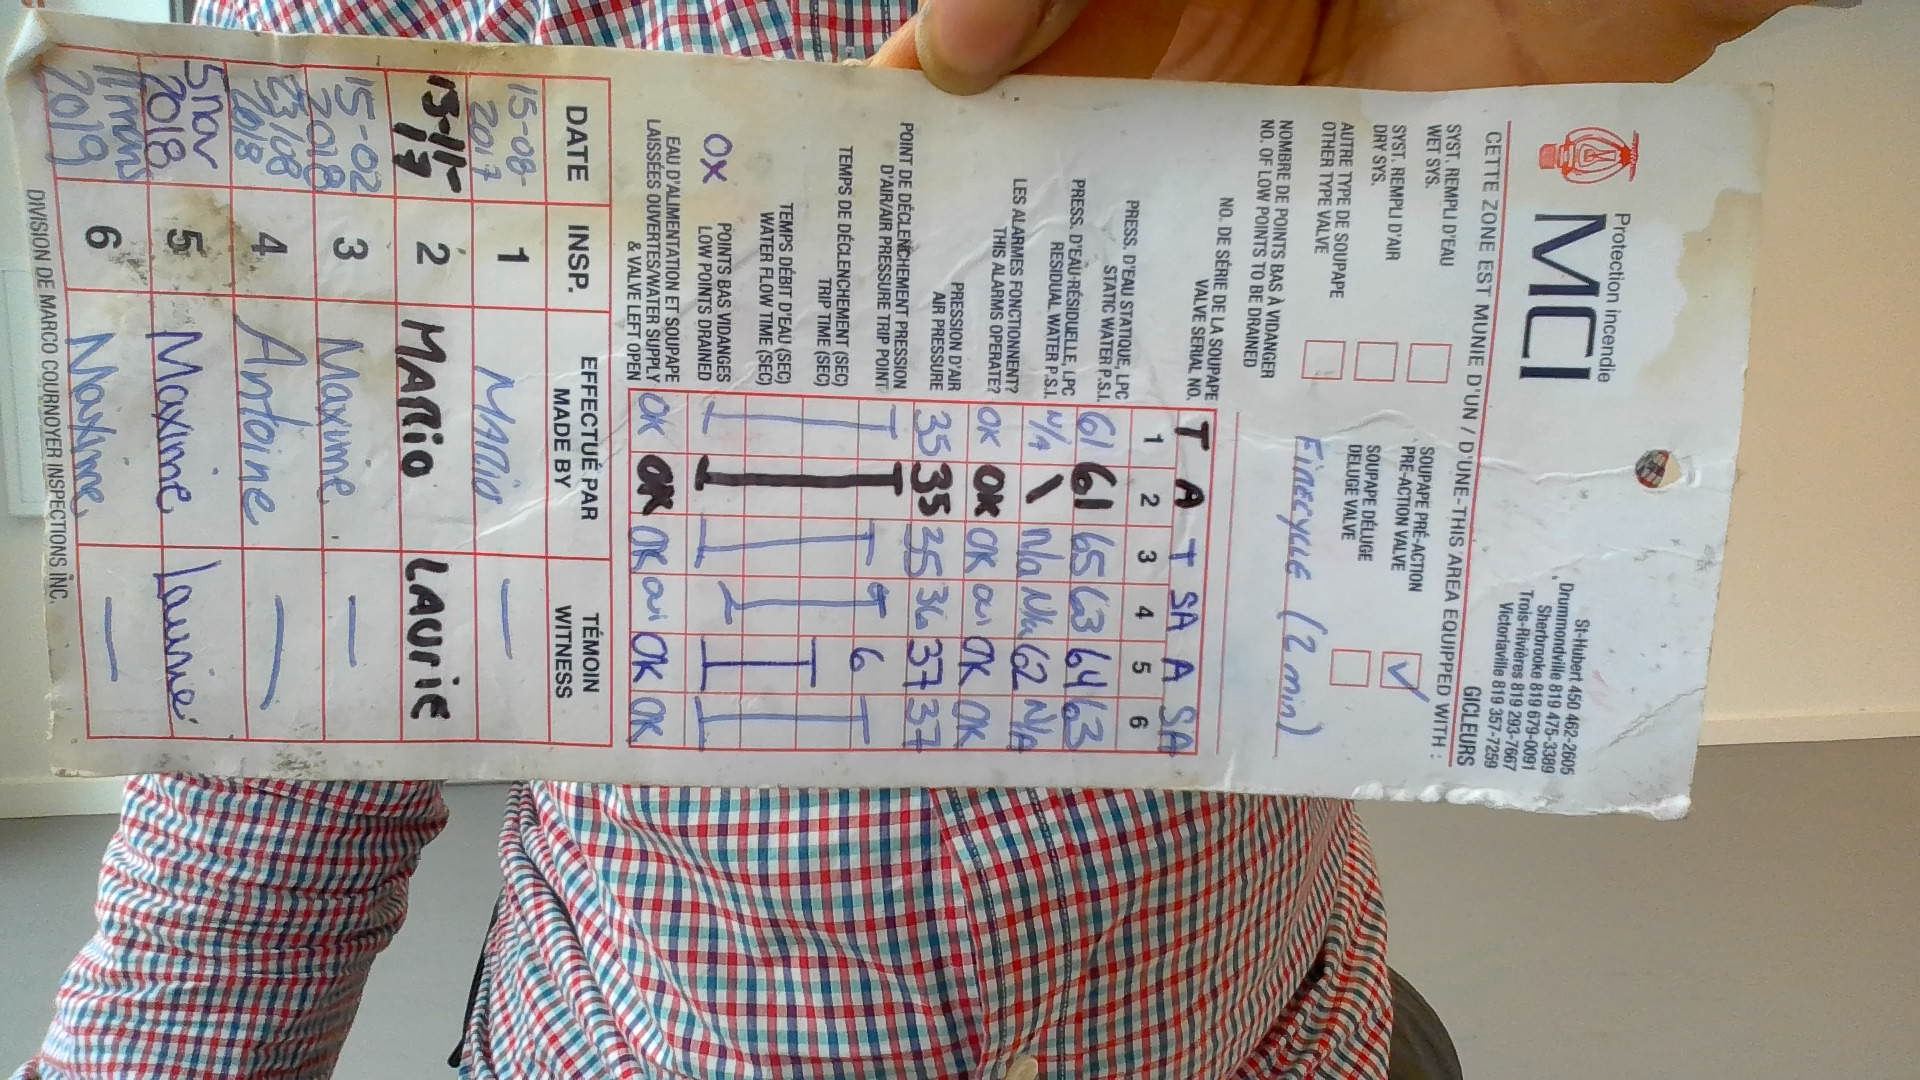 Protection incendie
MCI
St-Hubert 450 462-2605
Drummondville 819 475-3389
Sherbrooke 819 679-0091
Trois-Rivières 819 293-7667
Victoriaville 819 357-7259
GICLEURS
CETTE ZONE EST MUNIE D'UN / D'UNE-THIS AREA EQUIPPED WITH :
SYST. REMPLI D'EAU
WET SYS.
SOUPAPE PRÉ-ACTION
PRE-ACTION VALVE
SYST. REMPLI D'AIR
DRY SYS.
SOUPAPE DÉLUGE
DELUGE VALVE
AUTRE TYPE DE SOUPAPE
OTHER TYPE VALVE
Firecycle (2 min)
NOMBRE DE POINTS BAS À VIDANGER
NO. OF LOW POINTS TO BE DRAINED
NO. DE SÉRIE DE LA SOUPAPE
VALVE SERIAL NO.
T A T SA A SA
1 2 3 4 5 6
PRESS. D'EAU STATIQUE, LPC
STATIC WATER P.S.I.
61 61 65 63 64 63
PRESS. D'EAU-RÉSIDUELLE, LPC
RESIDUAL WATER P.S.I.
N/A \ n/a N/a 62 N/A
LES ALARMES FONCTIONNENT?
THIS ALARMS OPERATE?
OK OK OK oui OK OK
PRESSION D'AIR
AIR PRESSURE
35 35 35 36 37 37
POINT DE DÉCLENCHEMENT PRESSION
D'AIR/AIR PRESSURE TRIP POINT
TEMPS DE DÉCLENCHEMENT (SEC)
TRIP TIME (SEC)
6
TEMPS DÉBIT D'EAU (SEC)
WATER FLOW TIME (SEC)
OX POINTS BAS VIDANGES
LOW POINTS DRAINED
EAU D'ALIMENTATION ET SOUPAPE
LAISSÉES OUVERTES/WATER SUPPLY
& VALVE LEFT OPEN
OK OK OK oui OK OK
DATE INSP. EFFECTUÉ PAR MADE BY TÉMOIN WITNESS
15-08-2017 1 MARIO —
13-11-17 2 MARIO LAURIE
15-02 2018 3 Maxime —
23/08 2018 4 Antoine —
5 nov 2018 5 Maxime Laurie
11 mars 2019 6 Maxime —
DIVISION DE MARCO COURNOYER INSPECTIONS INC.